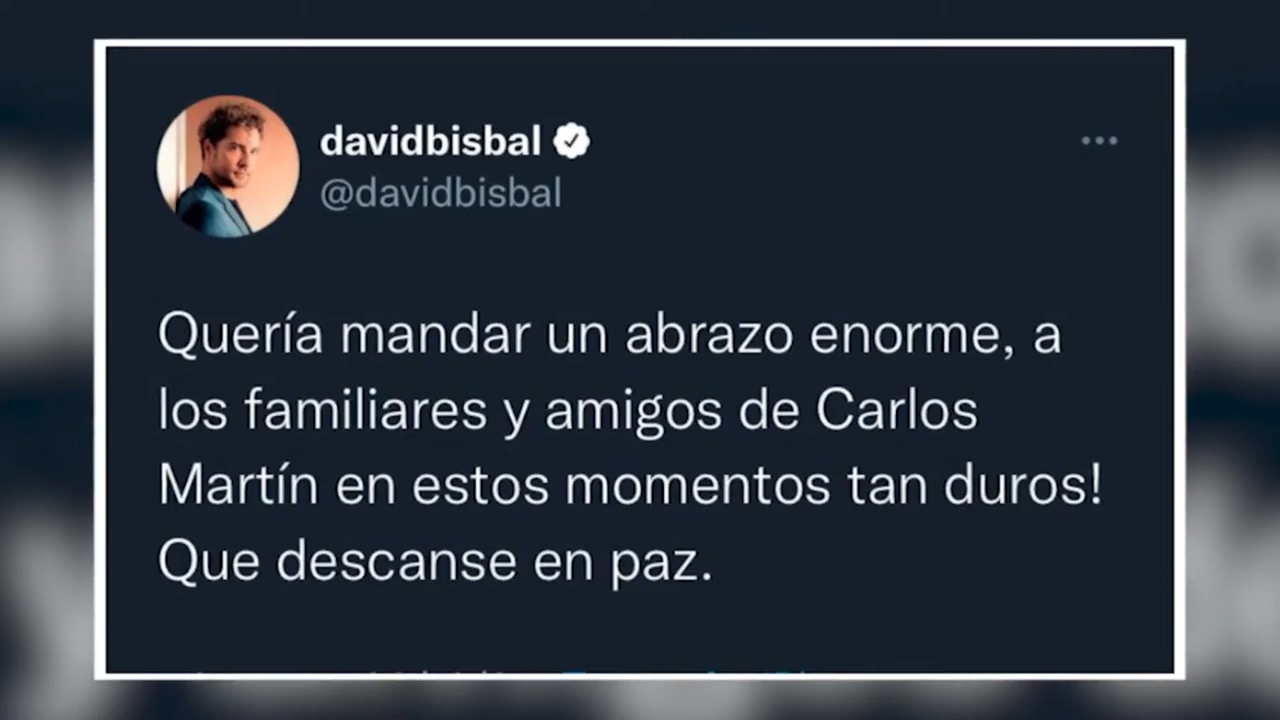 davidbisbal
@davidbisbal
Quería mandar un abrazo enorme, a
los familiares y amigos de Carlos
Martín en estos momentos tan duros!
Que descanse en paz.